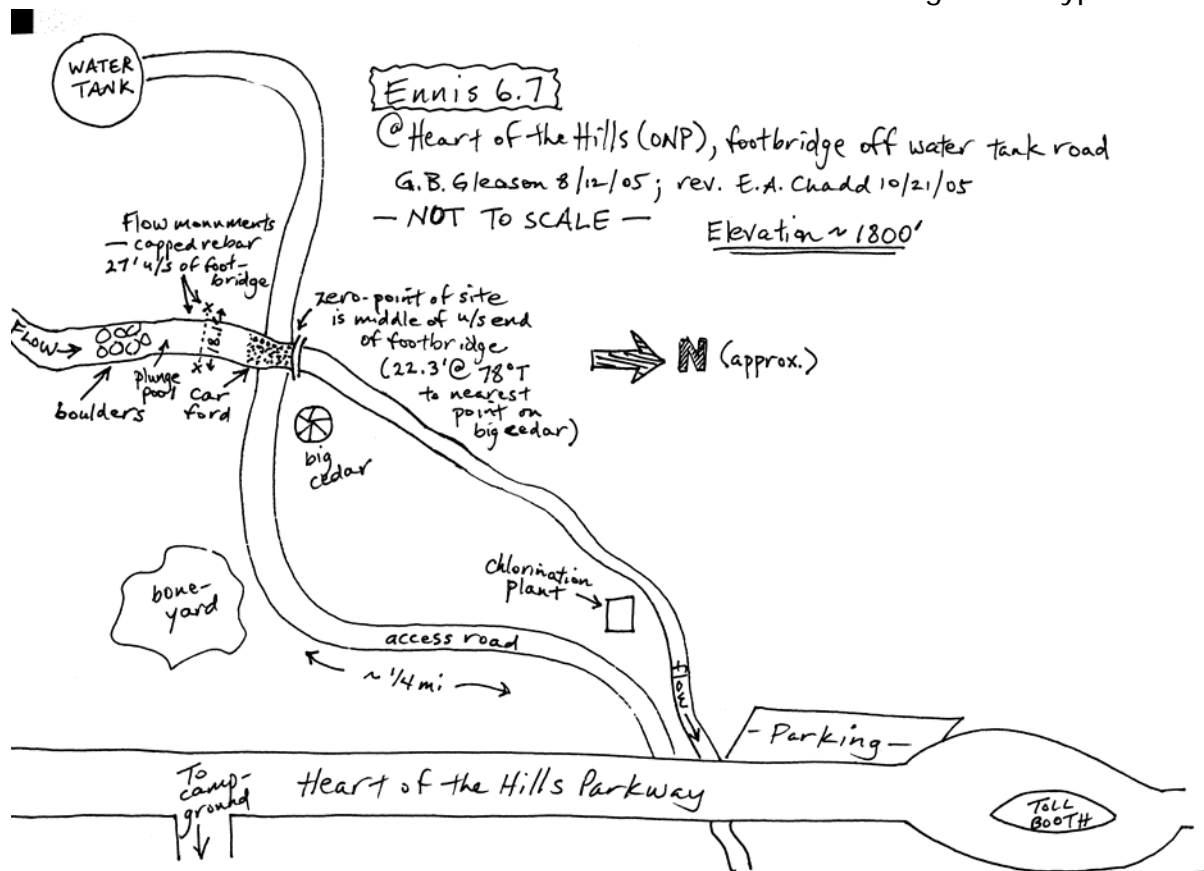 WATER
TANK
Ennis 6.7
@ Heart of the Hills (ONP), footbridge off water tank road
G.B. Gleason 8/12/05; rev. E.A. Chadd 10/21/05
— NOT TO SCALE —
Elevation ~ 1800'
Flow monuments
— capped rebar
27' u/s of foot-
bridge
zero-point of site
is middle of u/s end
of footbridge
(22.3' @ 78°T
to nearest
point on
big cedar)
N (approx.)
FLOW
18.1'
boulders
plunge
pool
car
ford
big
cedar
bone-
yard
chlorination
plant
access road
~ 1/4 mi
flow
- Parking -
To
camp-
ground
Heart of the Hills Parkway
TOLL
BOOTH